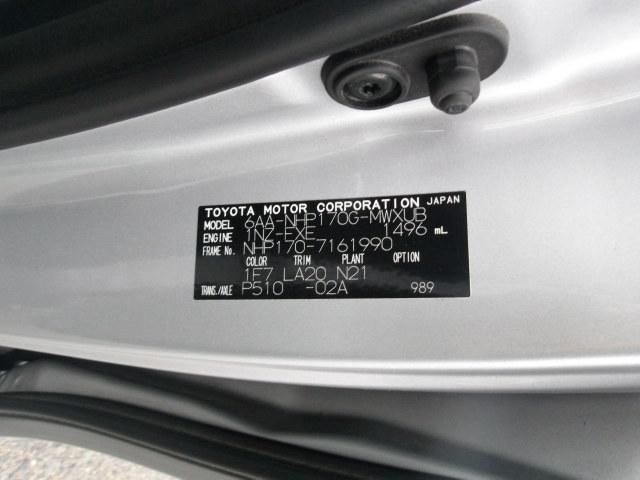 TOYOTA MOTOR CORPORATION JAPAN
MODEL 6AA-NHP170G-MWXUB
ENGINE 1NZ-FXE 1496 mL
FRAME No. NHP170-7161990
COLOR TRIM PLANT OPTION
1F7 LA20 N21
TRANS./AXLE P510 -02A 989